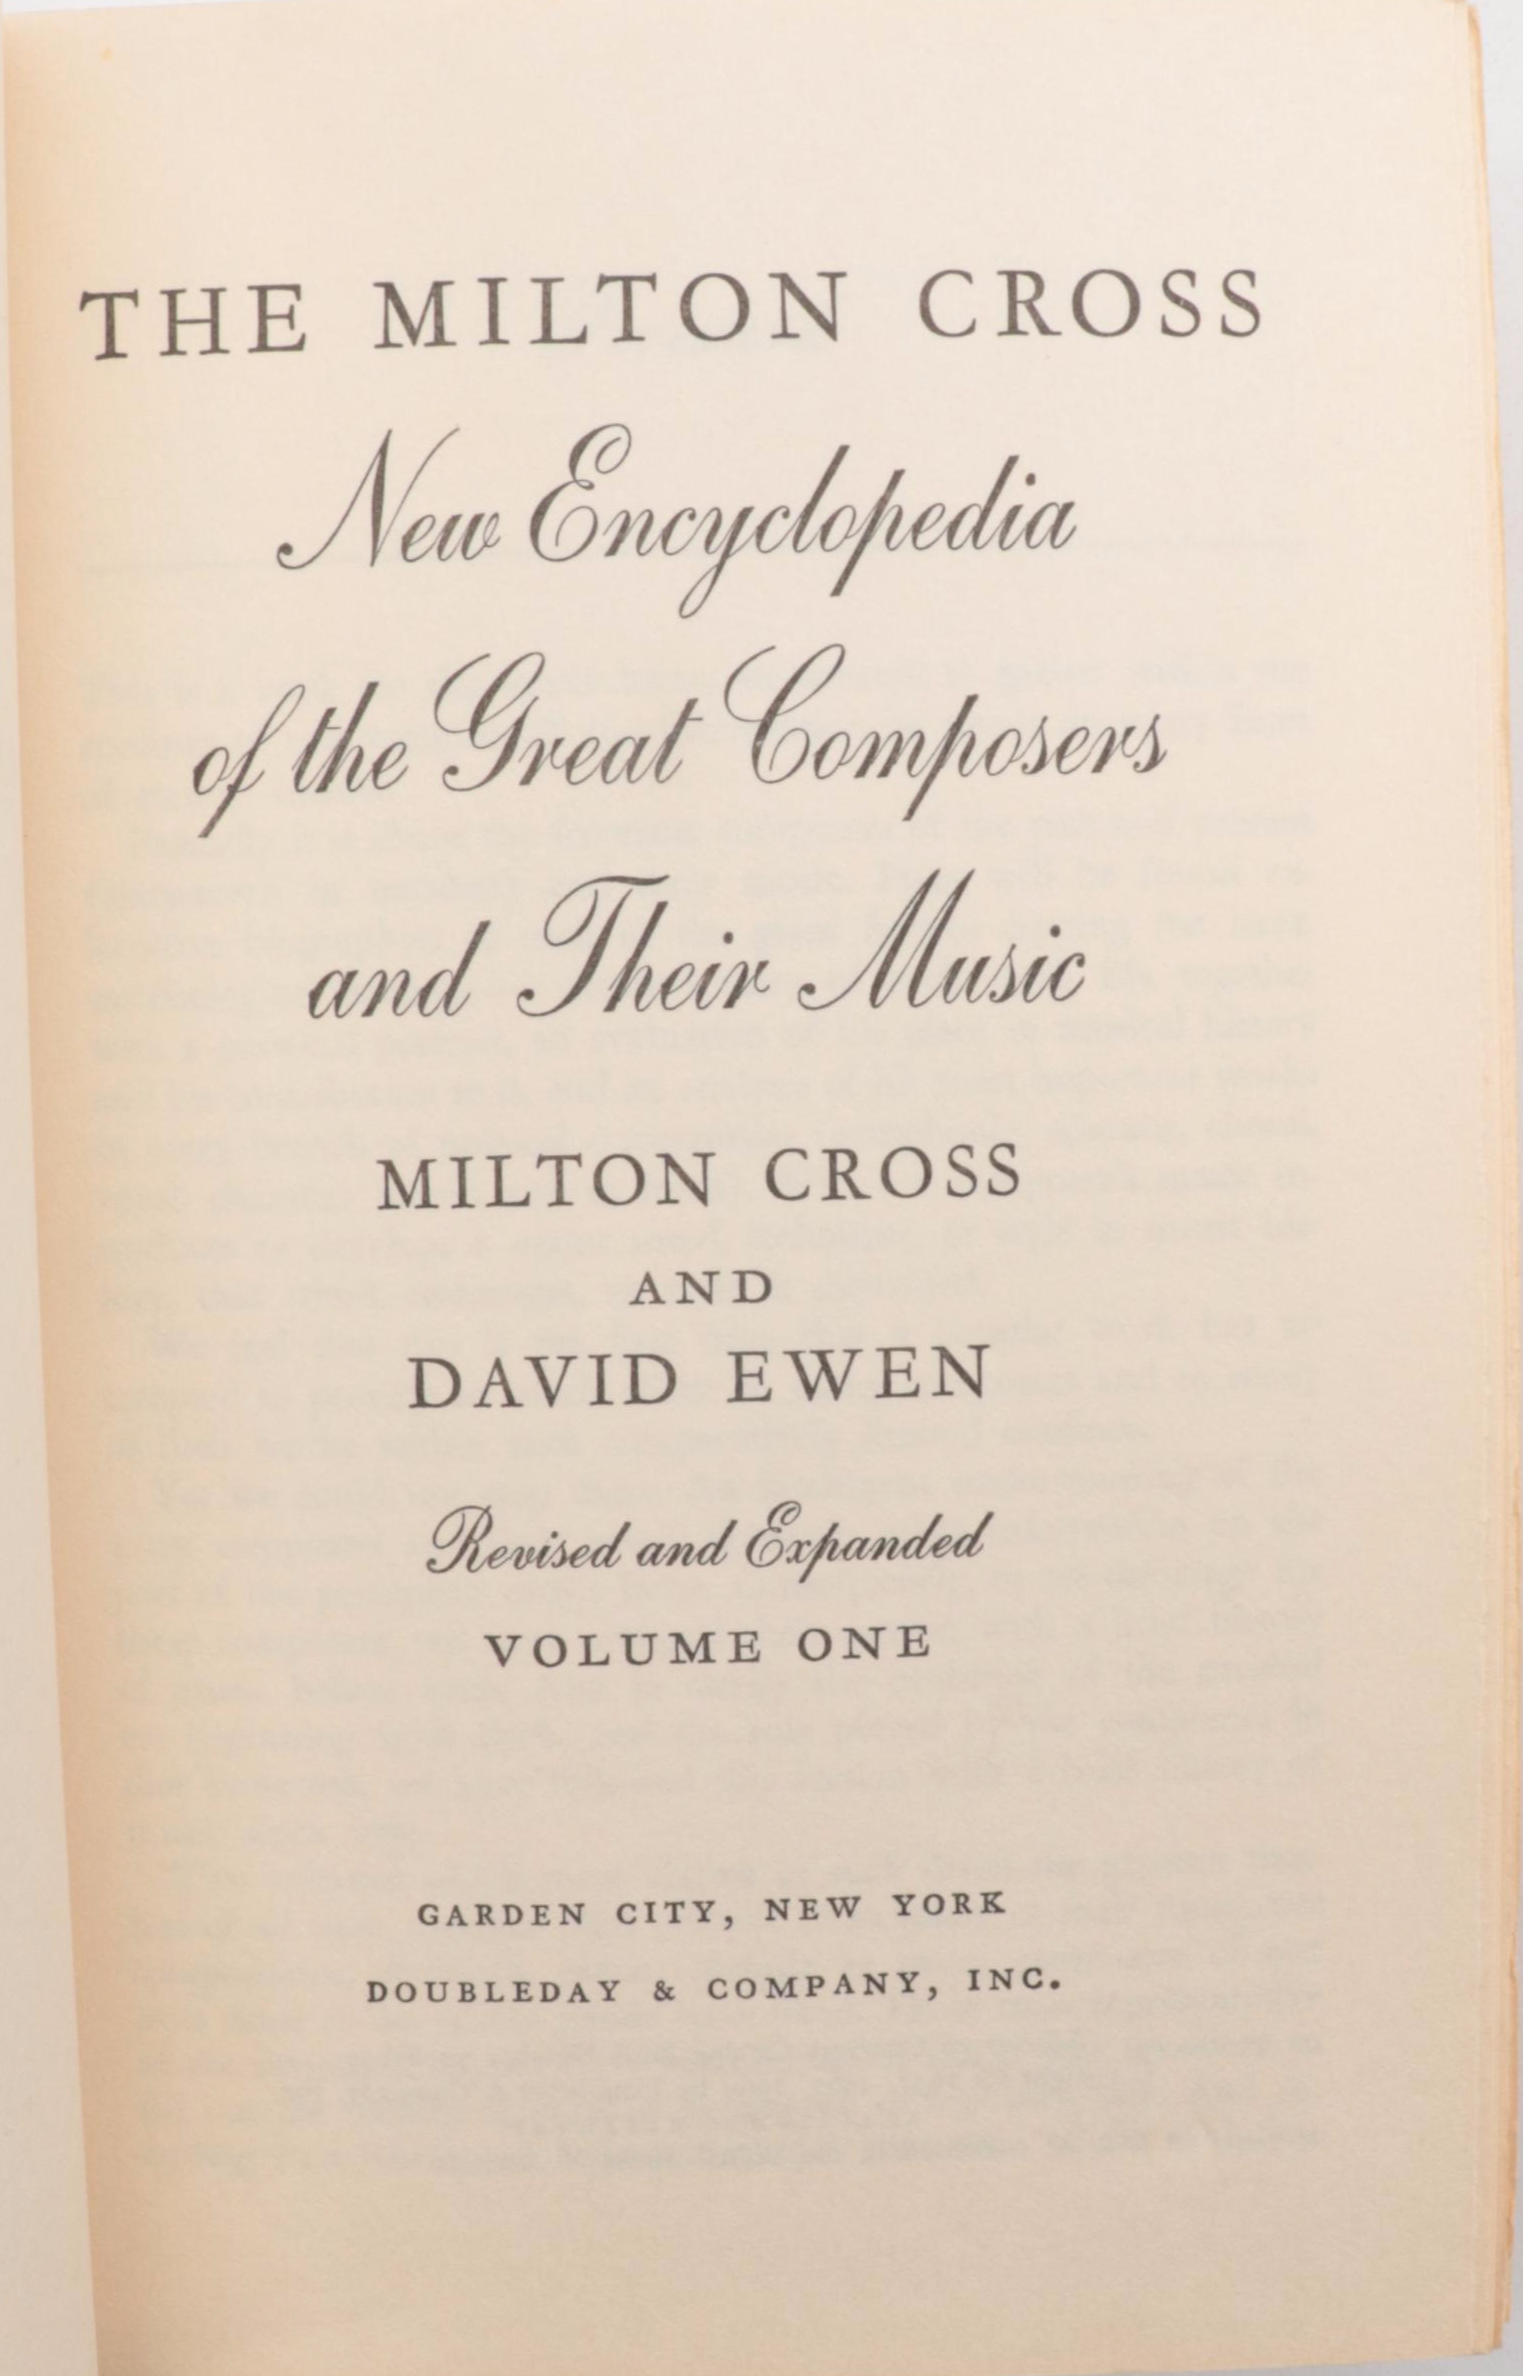 THE MILTON CROSS
New Encyclopedia
of the Great Composers
and Their Music
MILTON CROSS
AND
DAVID EWEN
Revised and Expanded
VOLUME ONE
GARDEN CITY, NEW YORK
DOUBLEDAY & COMPANY, INC.